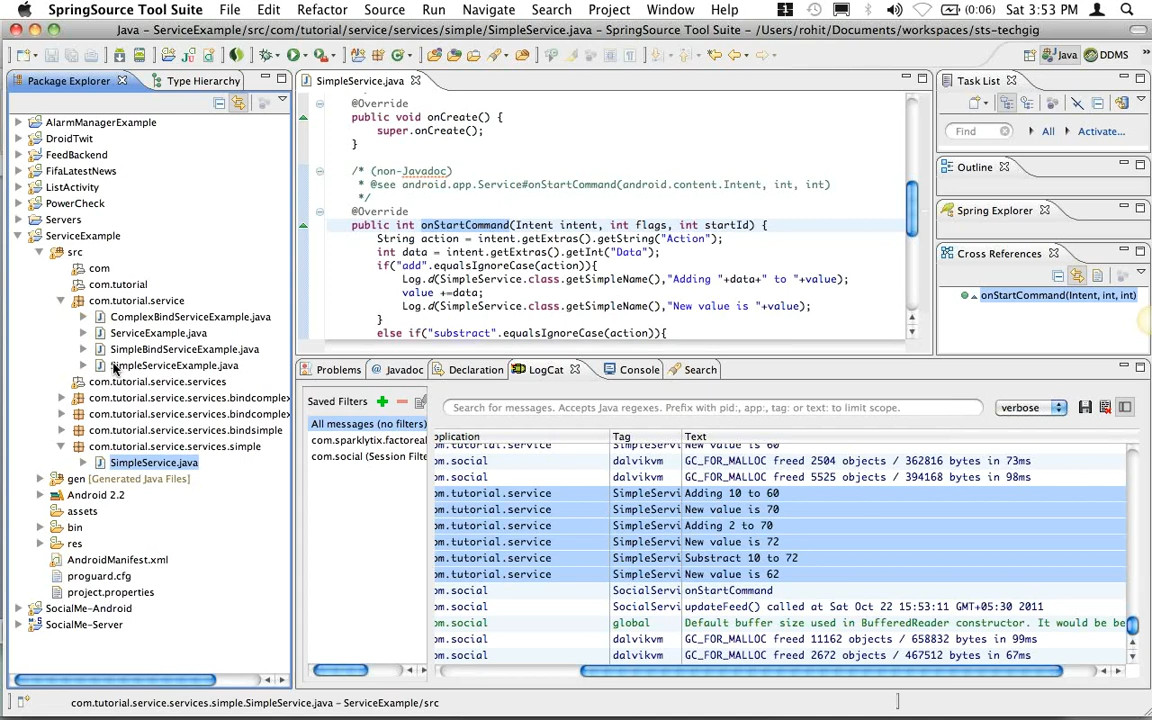 SpringSource Tool Suite File Edit Refactor Source Run Navigate Search Project Window Help (0:06) Sat 3:53 PM
Java – ServiceExample/src/com/tutorial/service/services/simple/SimpleService.java – SpringSource Tool Suite – /Users/rohit/Documents/workspaces/sts-techgig
Java DDMS
Package Explorer Type Hierarchy
AlarmManagerExample
DroidTwit
FeedBackend
FifaLatestNews
ListActivity
PowerCheck
Servers
ServiceExample
src
com
com.tutorial
com.tutorial.service
ComplexBindServiceExample.java
ServiceExample.java
SimpleBindServiceExample.java
SimpleServiceExample.java
com.tutorial.service.services
com.tutorial.service.services.bindcomplex
com.tutorial.service.services.bindcomplex
com.tutorial.service.services.bindsimple
com.tutorial.service.services.simple
SimpleService.java
gen [Generated Java Files]
Android 2.2
assets
bin
res
AndroidManifest.xml
proguard.cfg
project.properties
SocialMe-Android
SocialMe-Server
SimpleService.java
@Override
public void onCreate() {
super.onCreate();
}
/* (non-Javadoc)
* @see android.app.Service#onStartCommand(android.content.Intent, int, int)
*/
@Override
public int onStartCommand(Intent intent, int flags, int startId) {
String action = intent.getExtras().getString("Action");
int data = intent.getExtras().getInt("Data");
if("add".equalsIgnoreCase(action)){
Log.d(SimpleService.class.getSimpleName(),"Adding "+data+" to "+value);
value +=data;
Log.d(SimpleService.class.getSimpleName(),"New value is "+value);
}
else if("substract".equalsIgnoreCase(action)){
Task List
Find All Activate...
Outline
Spring Explorer
Cross References
onStartCommand(Intent, int, int)
Problems @ Javadoc Declaration LogCat Console Search
Saved Filters
All messages (no filters)
com.sparklytix.factoreal
com.social (Session Filte
Search for messages. Accepts Java regexes. Prefix with pid:, app:, tag: or text: to limit scope. verbose
pplication Tag Text
om.tutorial.service SimpleServi New value is 60
om.social dalvikvm GC_FOR_MALLOC freed 2504 objects / 362816 bytes in 73ms
om.social dalvikvm GC_FOR_MALLOC freed 5525 objects / 394168 bytes in 98ms
om.tutorial.service SimpleServi Adding 10 to 60
om.tutorial.service SimpleServi New value is 70
om.tutorial.service SimpleServi Adding 2 to 70
om.tutorial.service SimpleServi New value is 72
om.tutorial.service SimpleServi Substract 10 to 72
om.tutorial.service SimpleServi New value is 62
om.social SocialServi onStartCommand
om.social SocialServi updateFeed() called at Sat Oct 22 15:53:11 GMT+05:30 2011
om.social global Default buffer size used in BufferedReader constructor. It would be be
om.social dalvikvm GC_FOR_MALLOC freed 11162 objects / 658832 bytes in 99ms
om.social dalvikvm GC_FOR_MALLOC freed 2672 objects / 467512 bytes in 67ms
com.tutorial.service.services.simple.SimpleService.java – ServiceExample/src